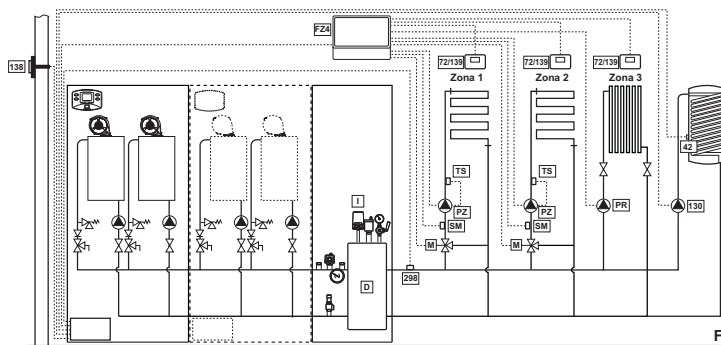 FZ4
138
72/139
72/139
72/139
Zona 1
Zona 2
Zona 3
42
TS
TS
I
PZ
PZ
PR
130
SM
SM
M
M
298
D
F